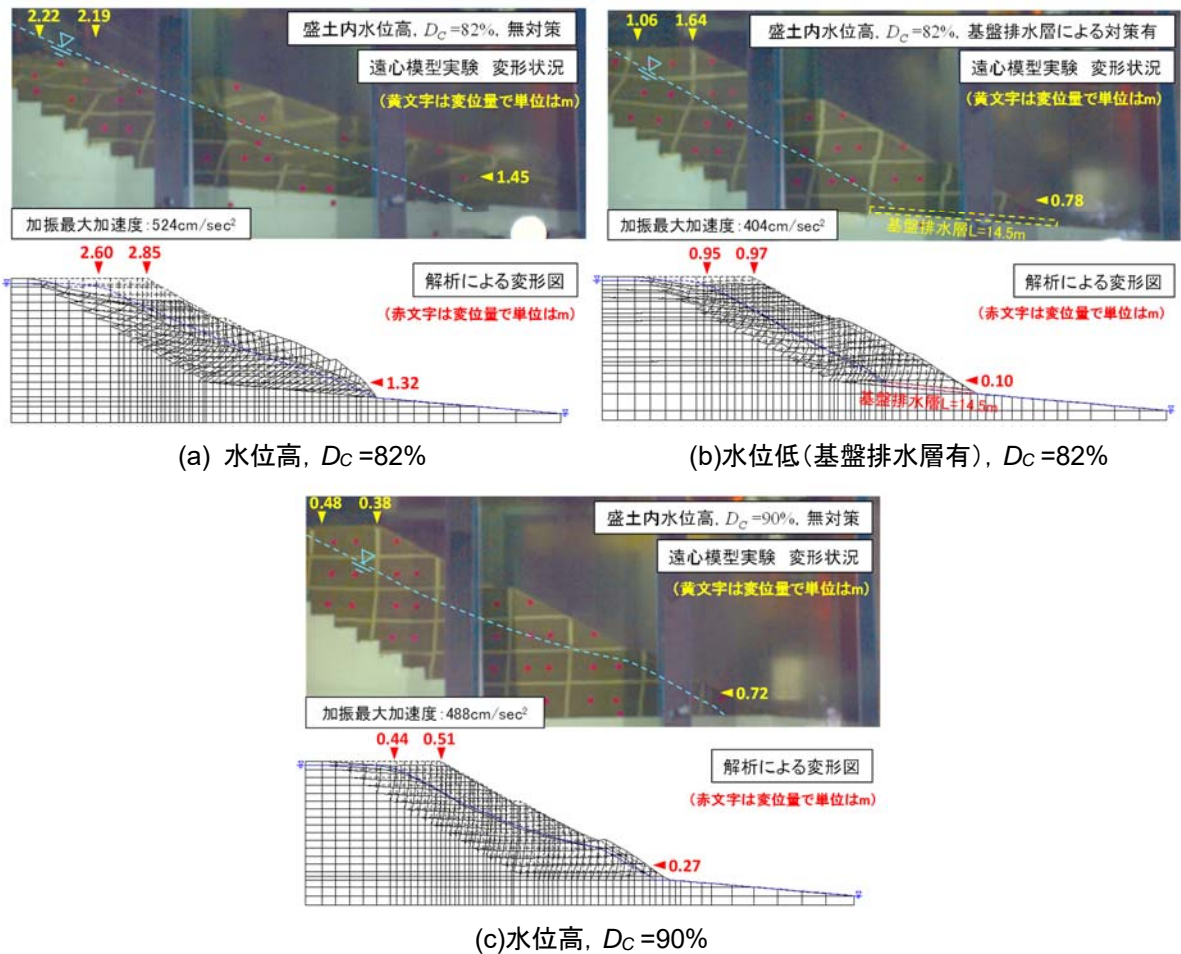 2.22 2.19
盛土内水位高, DC =82%, 無対策
遠心模型実験 変形状況
(黄文字は変位量で単位はm)
1.45
加振最大加速度:524cm/sec²
2.60 2.85
解析による変形図
(赤文字は変位量で単位はm)
1.32
(a) 水位高, DC =82%
1.06 1.64
盛土内水位高, DC =82%, 基盤排水層による対策有
遠心模型実験 変形状況
(黄文字は変位量で単位はm)
0.78
基盤排水層L=14.5m
加振最大加速度:404cm/sec²
0.95 0.97
解析による変形図
(赤文字は変位量で単位はm)
0.10
基盤排水層L=14.5m
(b)水位低(基盤排水層有), DC =82%
0.48 0.38
盛土内水位高, DC =90%, 無対策
遠心模型実験 変形状況
(黄文字は変位量で単位はm)
0.72
加振最大加速度:488cm/sec²
0.44 0.51
解析による変形図
(赤文字は変位量で単位はm)
0.27
(c)水位高, DC =90%